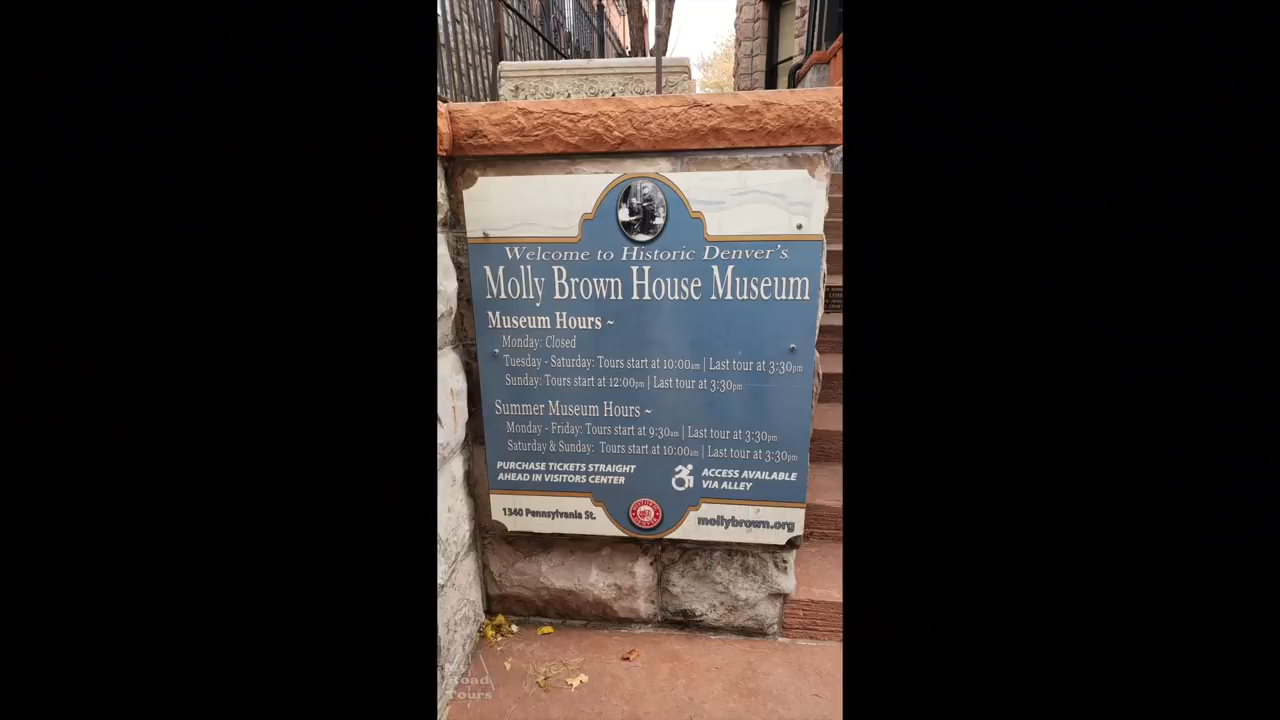 Welcome to Historic Denver's
Molly Brown House Museum
Museum Hours ~
Monday: Closed
Tuesday - Saturday: Tours start at 10:00am | Last tour at 3:30pm
Sunday: Tours start at 12:00pm | Last tour at 3:30pm
Summer Museum Hours ~
Monday - Friday: Tours start at 9:30am | Last tour at 3:30pm
Saturday & Sunday: Tours start at 10:00am | Last tour at 3:30pm
PURCHASE TICKETS STRAIGHT
AHEAD IN VISITORS CENTER
ACCESS AVAILABLE
VIA ALLEY
1340 Pennsylvania St.
HISTORIC
DENVER
mollybrown.org
Road
Tours